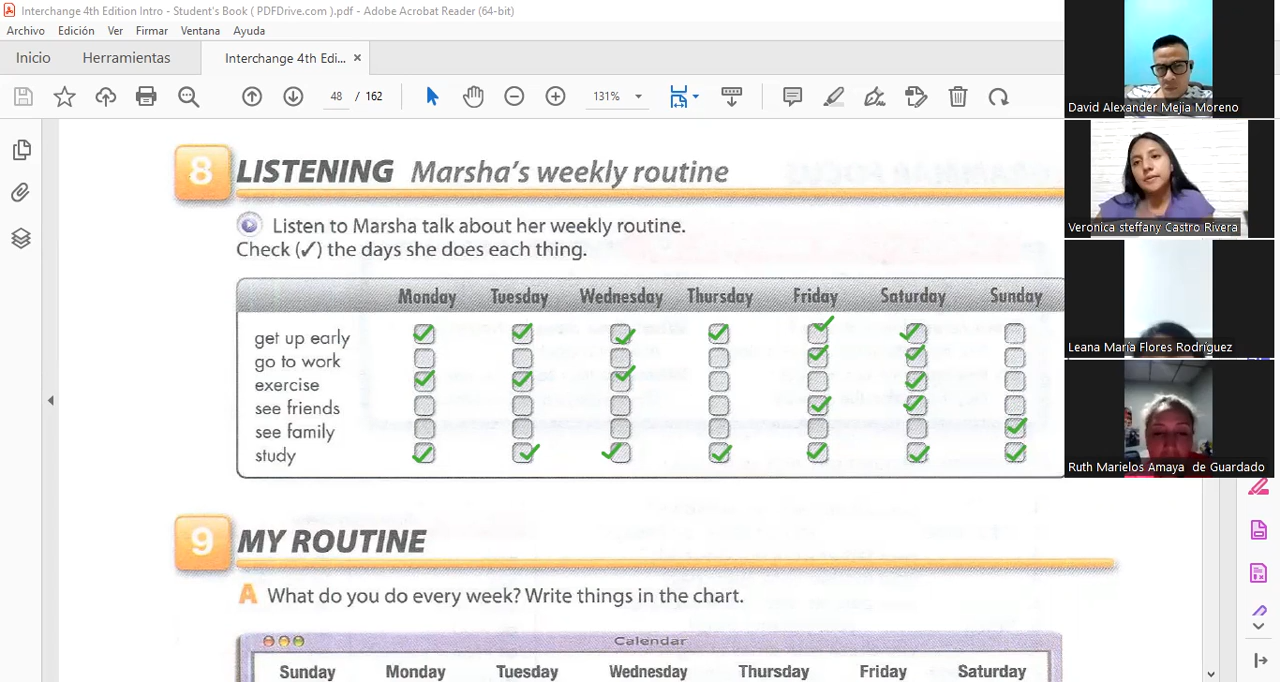 Interchange 4th Edition Intro - Student's Book ( PDFDrive.com ).pdf - Adobe Acrobat Reader (64-bit)
Archivo Edición Ver Firmar Ventana Ayuda
Inicio Herramientas Interchange 4th Edi... ×
48 / 162 131%
8 LISTENING Marsha's weekly routine
Listen to Marsha talk about her weekly routine.
Check (✓) the days she does each thing.
Monday Tuesday Wednesday Thursday Friday Saturday Sunday
get up early
go to work
exercise
see friends
see family
study
9 MY ROUTINE
A What do you do every week? Write things in the chart.
Calendar
Sunday Monday Tuesday Wednesday Thursday Friday Saturday
David Alexander Mejia Moreno
Veronica steffany Castro Rivera
Leana María Flores Rodríguez
Ruth Marielos Amaya de Guardado